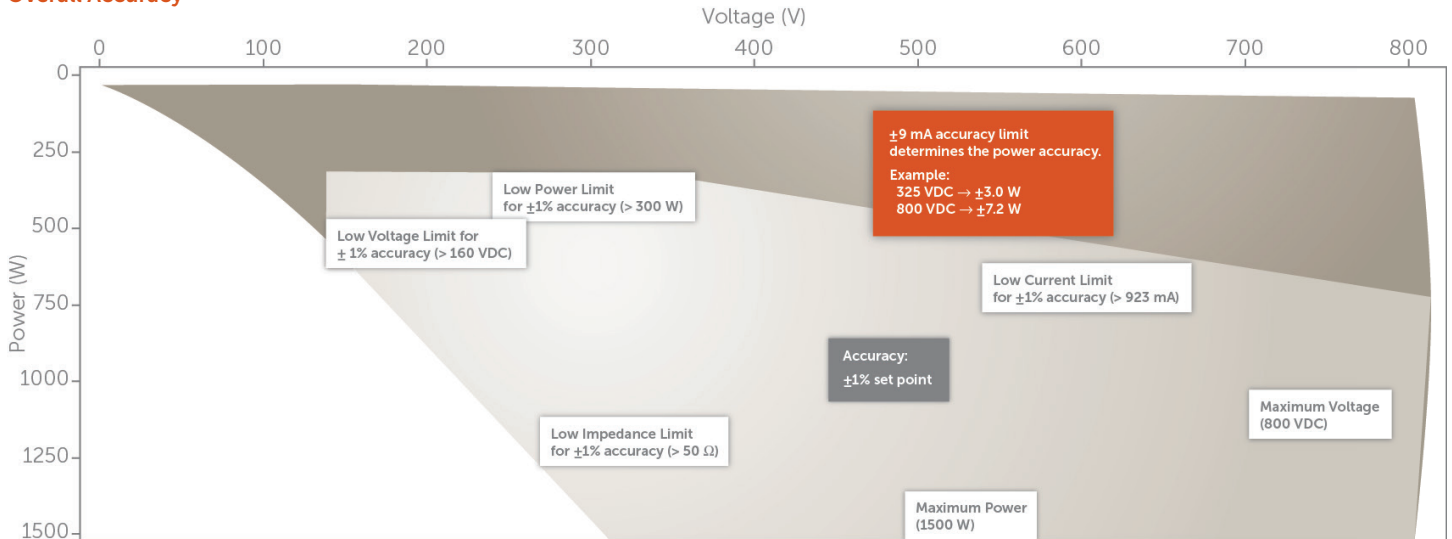 Overall Accuracy
Voltage (V)
0 100 200 300 400 500 600 700 800
Power (W)
0
250
500
750
1000
1250
1500
±9 mA accuracy limit
determines the power accuracy.
Example:
325 VDC → ±3.0 W
800 VDC → ±7.2 W
Low Power Limit
for ±1% accuracy (> 300 W)
Low Voltage Limit for
± 1% accuracy (> 160 VDC)
Low Current Limit
for ±1% accuracy (> 923 mA)
Accuracy:
±1% set point
Maximum Voltage
(800 VDC)
Low Impedance Limit
for ±1% accuracy (> 50 Ω)
Maximum Power
(1500 W)